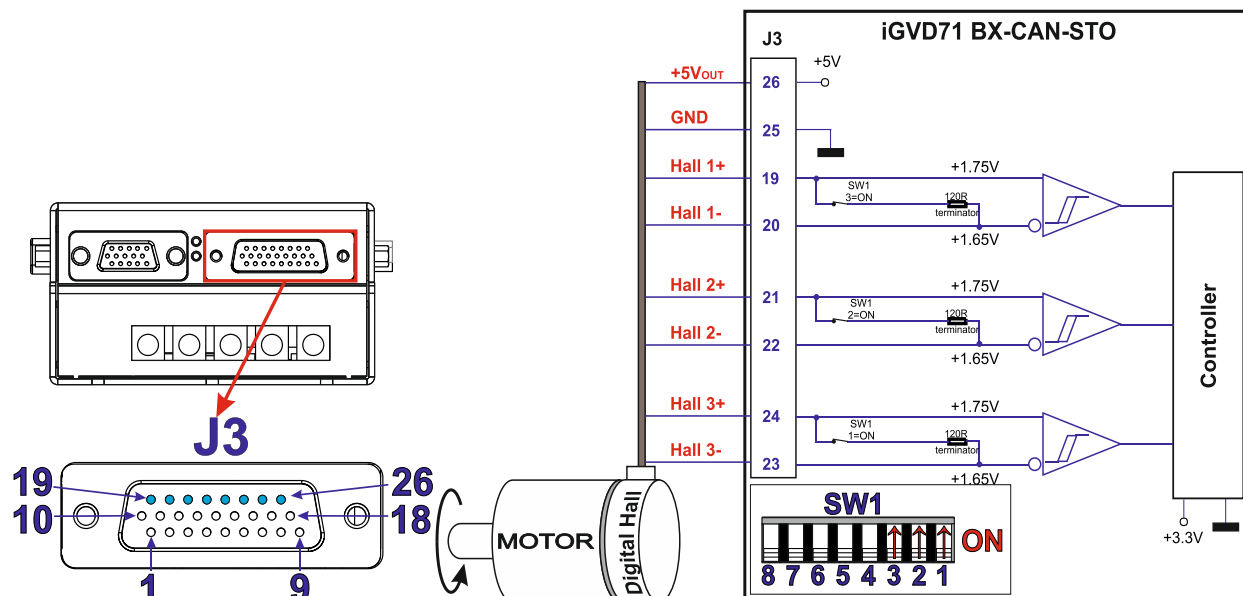 iGVD71 BX-CAN-STO
J3
+5VOUT
26
+5V
GND
25
Hall 1+
19
+1.75V
SW1
3=ON
120R
terminator
Hall 1-
20
+1.65V
Hall 2+
21
+1.75V
SW1
2=ON
120R
terminator
Hall 2-
22
+1.65V
Hall 3+
24
+1.75V
SW1
1=ON
120R
terminator
Hall 3-
23
+1.65V
Controller
+3.3V
J3
19
26
10
18
1
9
MOTOR
Digital Hall
SW1
ON
8 7 6 5 4 3 2 1